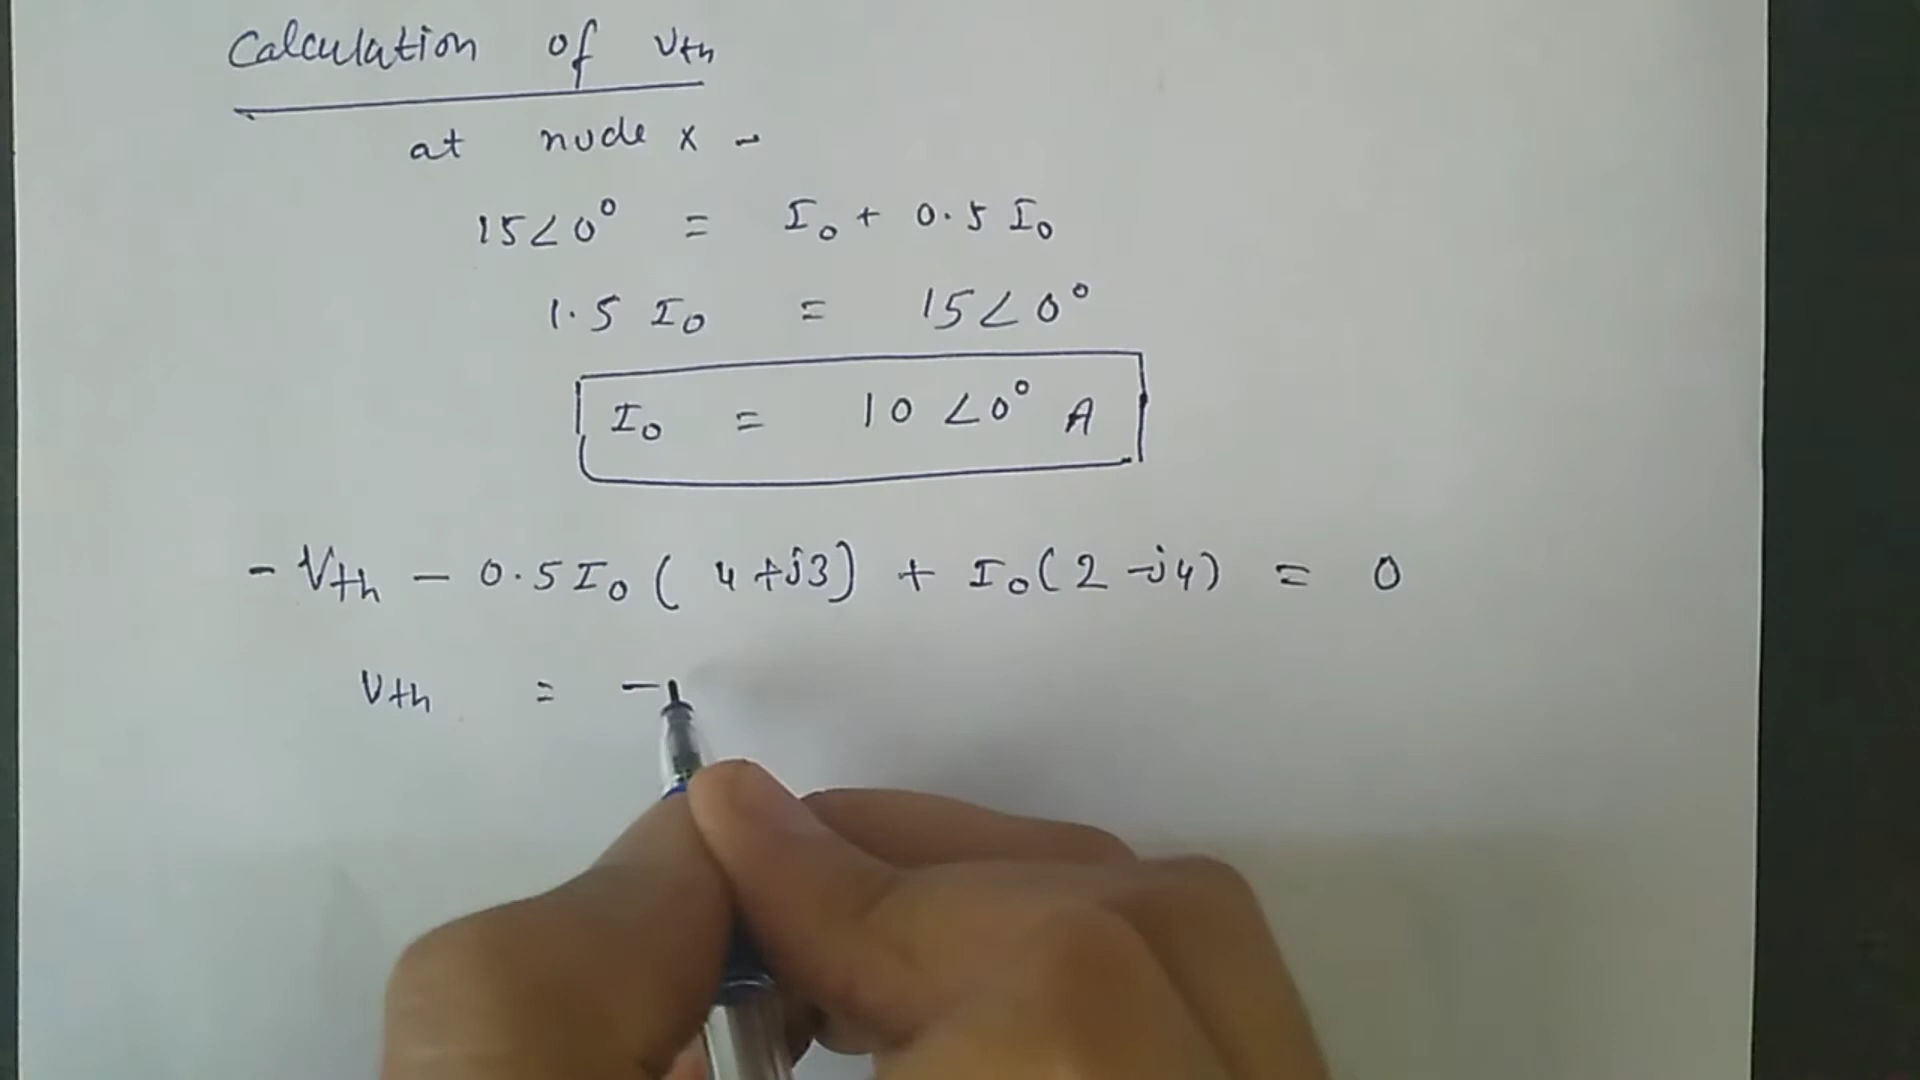 Calculation of Vth
at node x -
15∠0° = I₀ + 0.5 I₀
1.5 I₀ = 15∠0°
I₀ = 10∠0° A
- Vth - 0.5 I₀ ( 4 + j3) + I₀ ( 2 - j4) = 0
Vth = -